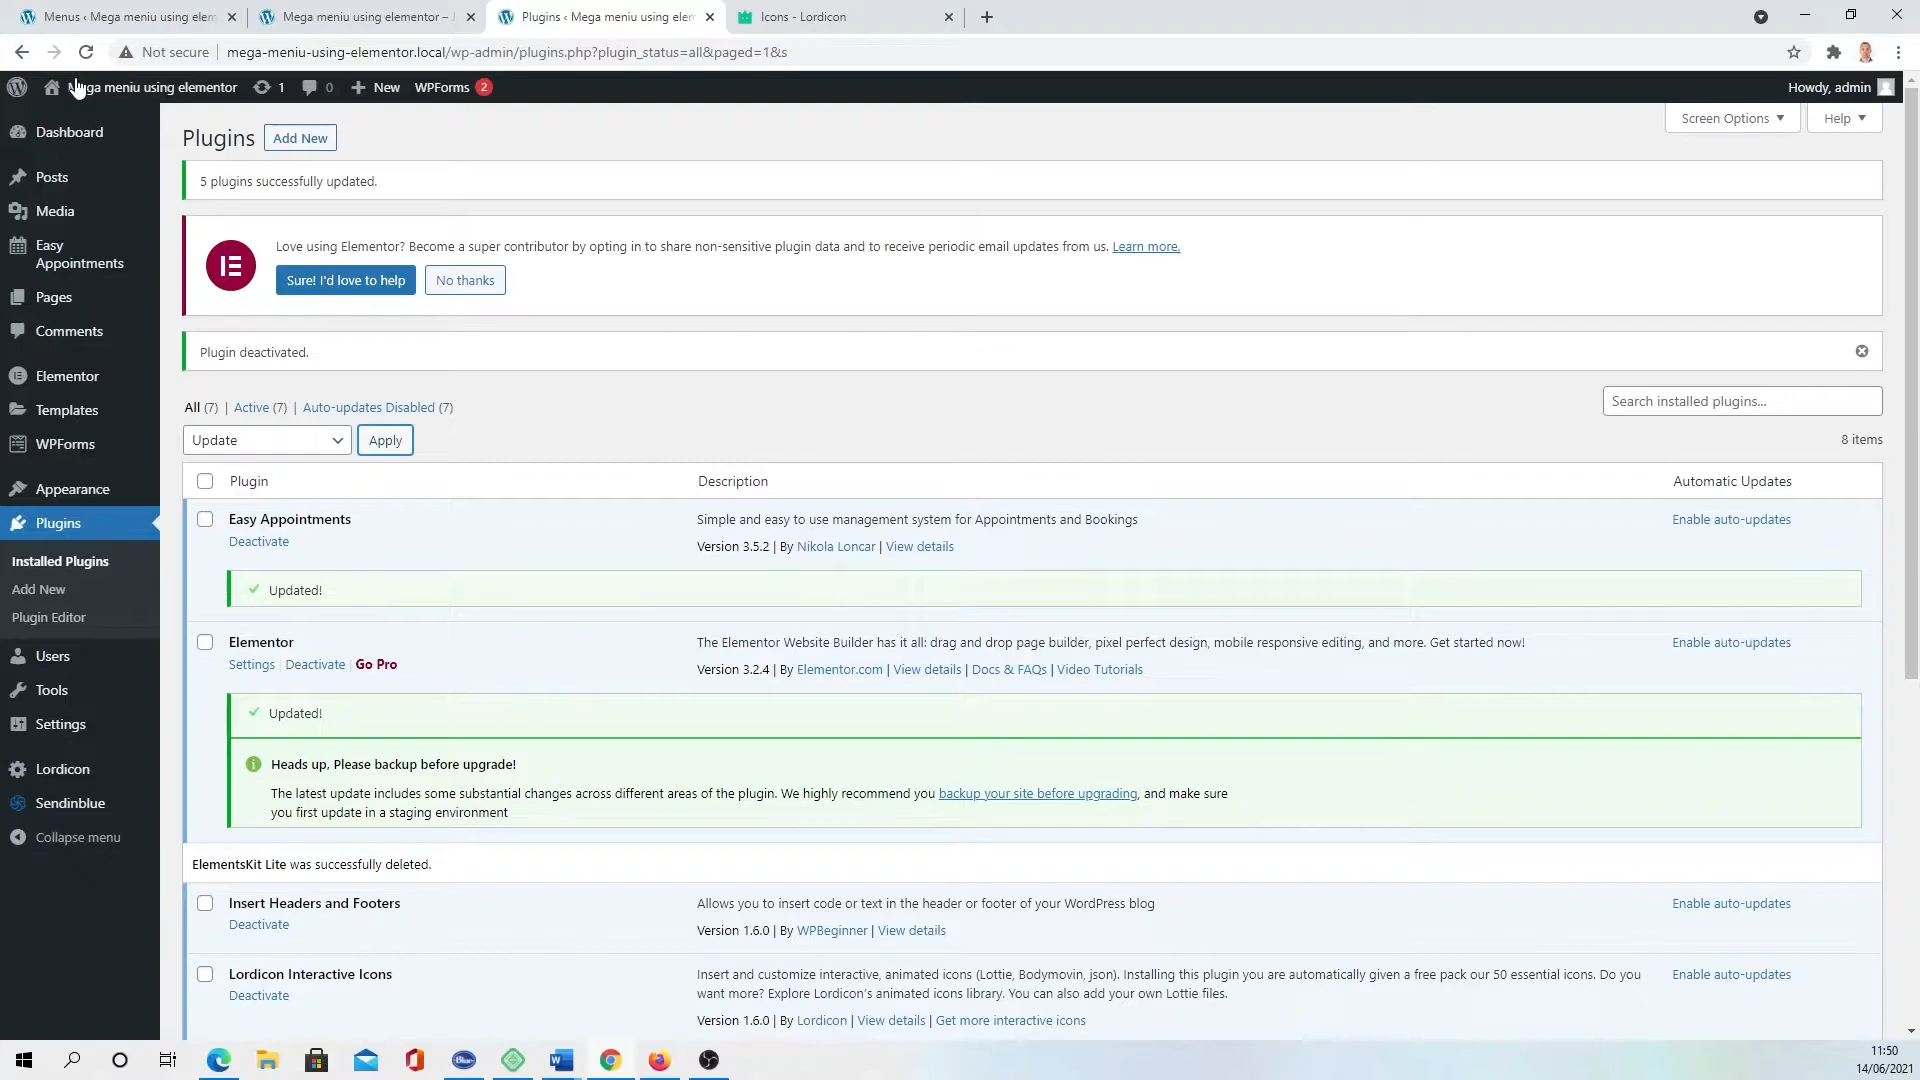 Menus ‹ Mega meniu using elem
Mega meniu using elementor –
Plugins ‹ Mega meniu using elem
Icons - Lordicon
Not secure
mega-meniu-using-elementor.local/wp-admin/plugins.php?plugin_status=all&paged=1&s
ga meniu using elementor
1
0
New
WPForms 2
Howdy, admin
Screen Options
Help
Dashboard
Posts
Media
Easy
Appointments
Pages
Comments
Elementor
Templates
WPForms
Appearance
Plugins
Installed Plugins
Add New
Plugin Editor
Users
Tools
Settings
Lordicon
Sendinblue
Collapse menu
Plugins Add New
5 plugins successfully updated.
Love using Elementor? Become a super contributor by opting in to share non-sensitive plugin data and to receive periodic email updates from us. Learn more.
Sure! I'd love to help
No thanks
Plugin deactivated.
All (7) | Active (7) | Auto-updates Disabled (7)
Search installed plugins...
Update
Apply
8 items
Plugin
Description
Automatic Updates
Easy Appointments
Simple and easy to use management system for Appointments and Bookings
Enable auto-updates
Deactivate
Version 3.5.2 | By Nikola Loncar | View details
Updated!
Elementor
The Elementor Website Builder has it all: drag and drop page builder, pixel perfect design, mobile responsive editing, and more. Get started now!
Enable auto-updates
Settings | Deactivate | Go Pro
Version 3.2.4 | By Elementor.com | View details | Docs & FAQs | Video Tutorials
Updated!
Heads up, Please backup before upgrade!
The latest update includes some substantial changes across different areas of the plugin. We highly recommend you backup your site before upgrading, and make sure
you first update in a staging environment
ElementsKit Lite was successfully deleted.
Insert Headers and Footers
Allows you to insert code or text in the header or footer of your WordPress blog
Enable auto-updates
Deactivate
Version 1.6.0 | By WPBeginner | View details
Lordicon Interactive Icons
Insert and customize interactive, animated icons (Lottie, Bodymovin, json). Installing this plugin you are automatically given a free pack our 50 essential icons. Do you
want more? Explore Lordicon's animated icons library. You can also add your own Lottie files.
Enable auto-updates
Deactivate
Version 1.6.0 | By Lordicon | View details | Get more interactive icons
11:50
14/06/2021